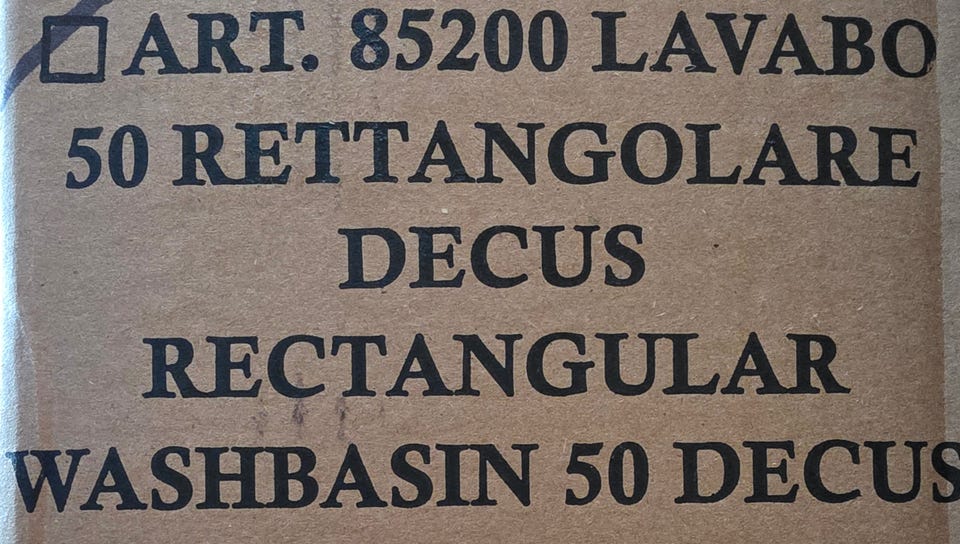 ART. 85200 LAVABO
50 RETTANGOLARE
DECUS
RECTANGULAR
WASHBASIN 50 DECUS